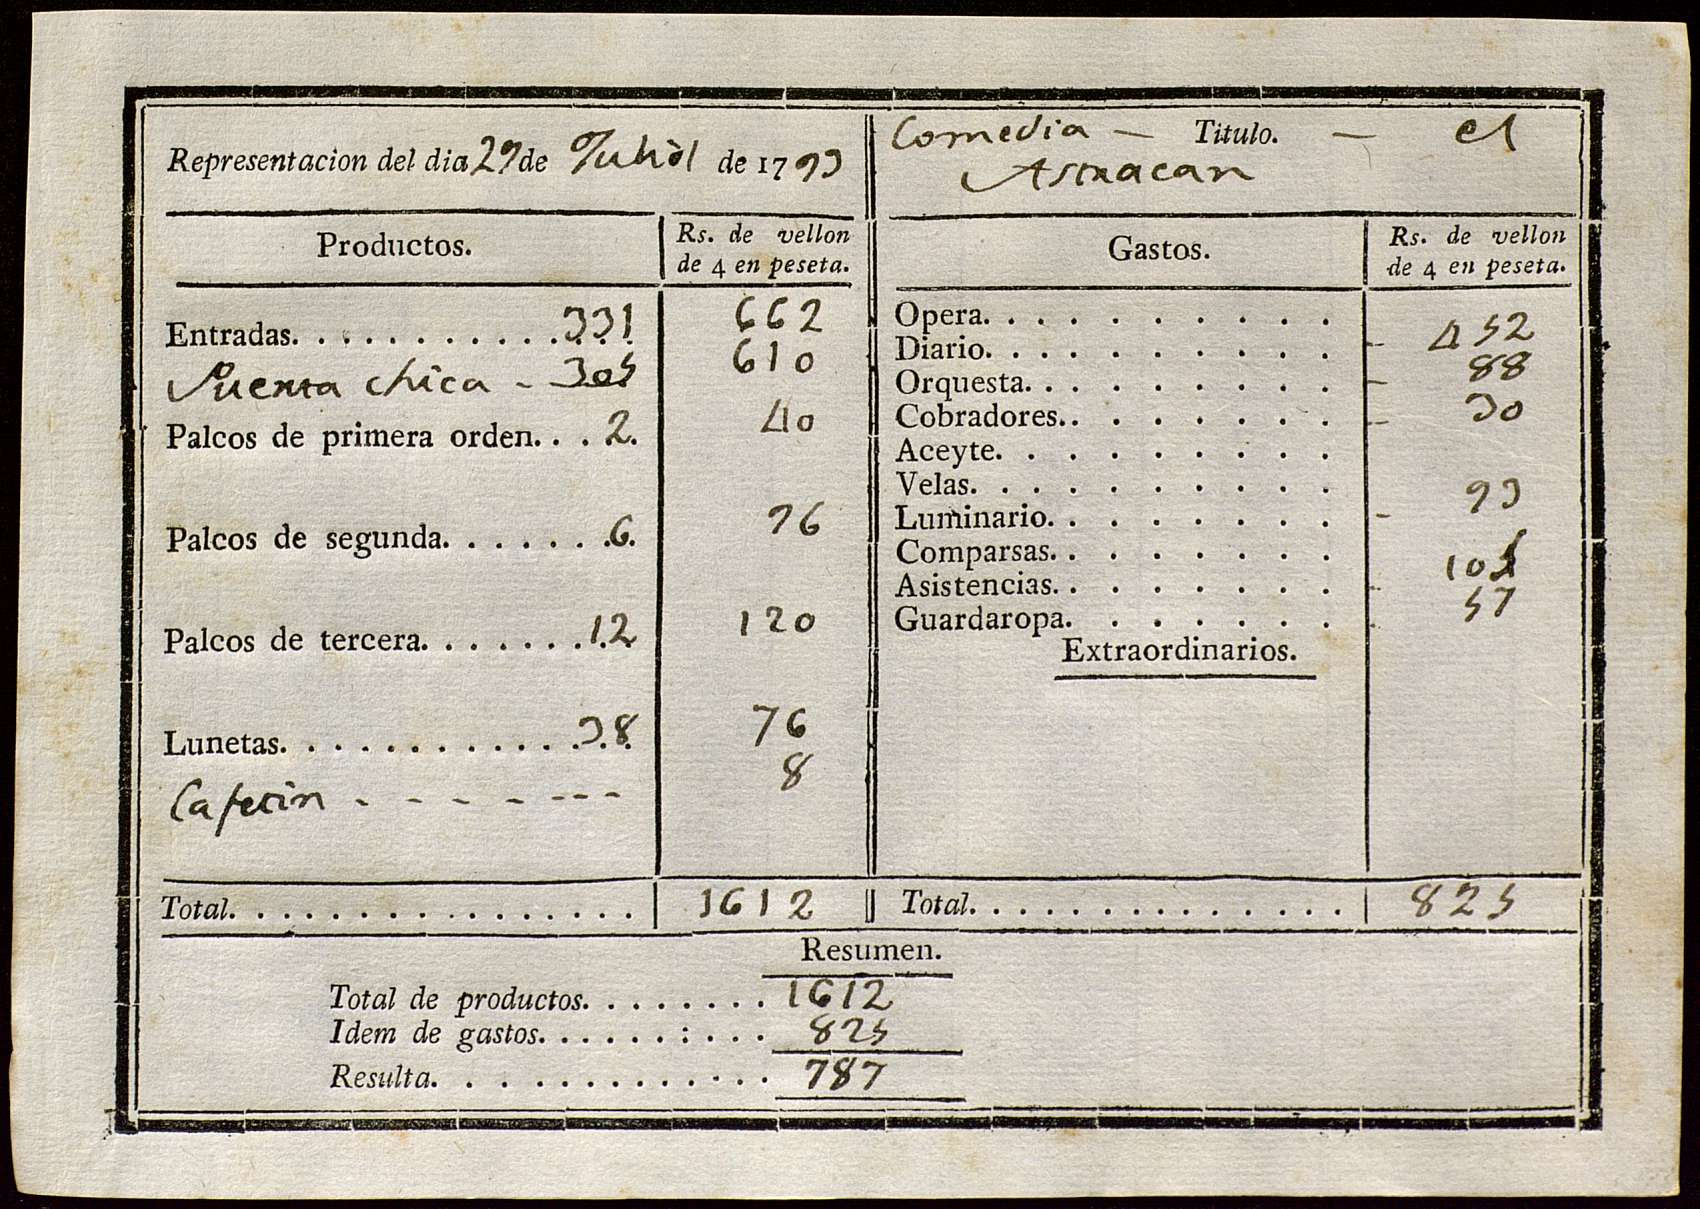 Representacion del dia 29 de Juliol de 1793
Comedia — Titulo. — el
Astracan
Productos.
Rs. de vellon
de 4 en peseta.
Entradas. . . . . . . . . . . 331 662
Puerta chica - 305 610
Palcos de primera orden. . . 2. 40
Palcos de segunda. . . . . . . 6. 96
Palcos de tercera. . . . . . . 12 120
Lunetas. . . . . . . . . . . . 38 76
Cafetin - - - - - - - 8
Total. . . . . . . . . . . . . . . . 1612
Gastos.
Rs. de vellon
de 4 en peseta.
Opera. . . . . . . . . .
Diario. . . . . . . . . . - 452
Orquesta. . . . . . . . . - 88
Cobradores. . . . . . . . - 30
Aceyte. . . . . . . . . .
Velas. . . . . . . . . .
Luminario. . . . . . . . - 93
Comparsas. . . . . . . .
Asistencias. . . . . . . . - 105
Guardaropa. . . . . . . - 57
Extraordinarios.
Total. . . . . . . . . . . . . . 825
Resumen.
Total de productos. . . . . . . . 1612
Idem de gastos. . . . . . : . . . 825
Resulta. . . . . . . . . . . . . 787